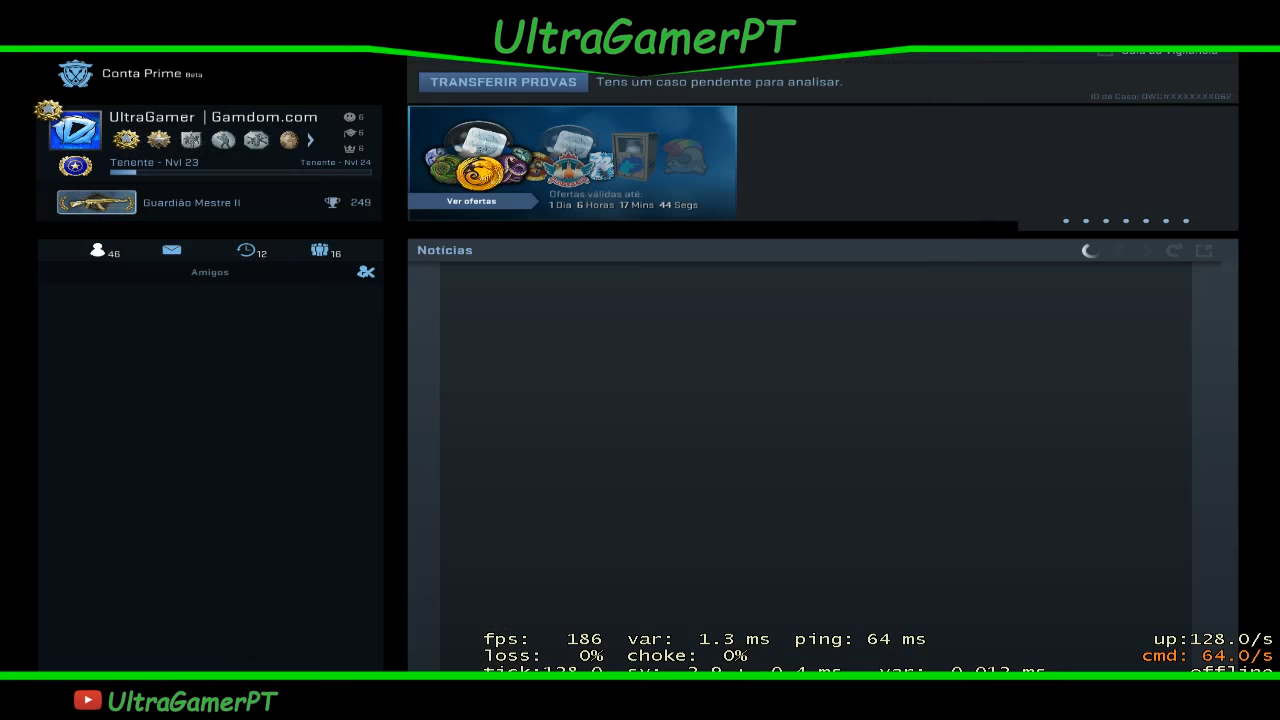 UltraGamerPT
Conta Prime Beta
TRANSFERIR PROVAS Tens um caso pendente para analisar.
UltraGamer | Gamdom.com
6
6
6
Tenente - Nvl 23 Tenente - Nvl 24
Guardião Mestre II 249
Ofertas válidas até:
Ver ofertas
1 Dia 6 Horas 17 Mins 44 Segs
46 12 16
Amigos
Notícias
fps: 186 var: 1.3 ms ping: 64 ms up:128.0/s
loss: 0% choke: 0% cmd: 64.0/s
offline
UltraGamerPT